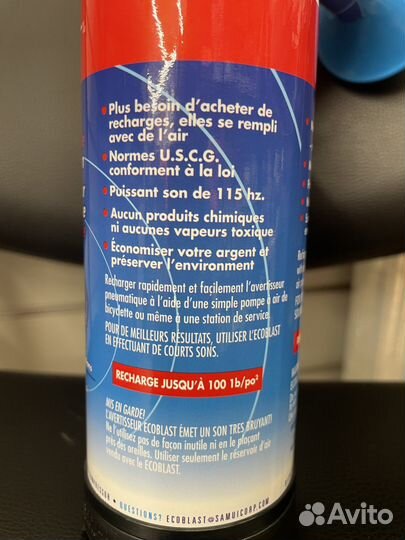 • Plus besoin d'acheter de
recharges, elles se rempli
avec de l'air
• Normes U.S.C.G.
conforment à la loi
• Puissant son de 115 hz.
• Aucun produits chimiques
ni aucunes vapeurs toxique
• Économiser votre argent et
préserver l'environment
Recharger rapidement et facilement l'avertisseur
pneumatique à l'aide d'une simple pompe à air de
bicydette ou même à une station de service.
POUR DE MEILLEURS RÉSULTATS, UTILISER L'ECOBLAST
EN EFFECTUANT DE COURTS SONS.
RECHARGE JUSQU'À 100 lb/po²
MIS EN GARDE!
L'AVERTISSEUR ECOBLAST ÉMET UN SON TRES BRUYANT!
Ne l'utilisez pas de façon inutile ni en le plaçant
près des oreilles. Utiliser seulement le réservoir d'air
vendu avec le ECOBLAST.
• QUESTIONS? ECOBLAST@SAMUICORP.COM •
Avito